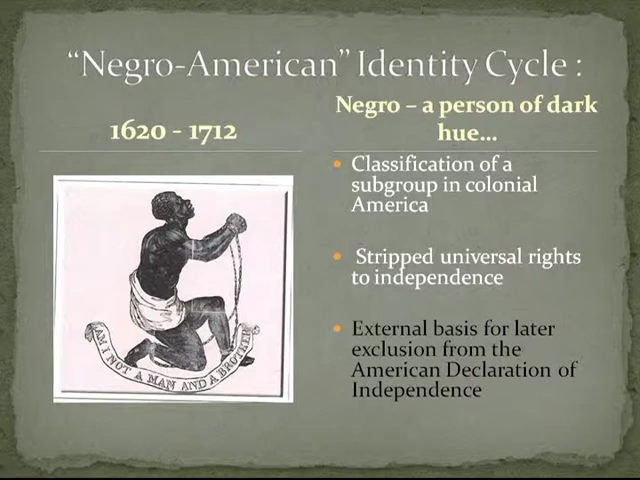 “Negro-American” Identity Cycle :
1620 - 1712
Negro – a person of dark
hue...
• Classification of a
subgroup in colonial
America
• Stripped universal rights
to independence
• External basis for later
exclusion from the
American Declaration of
Independence
AM I NOT A MAN AND A BROTHER